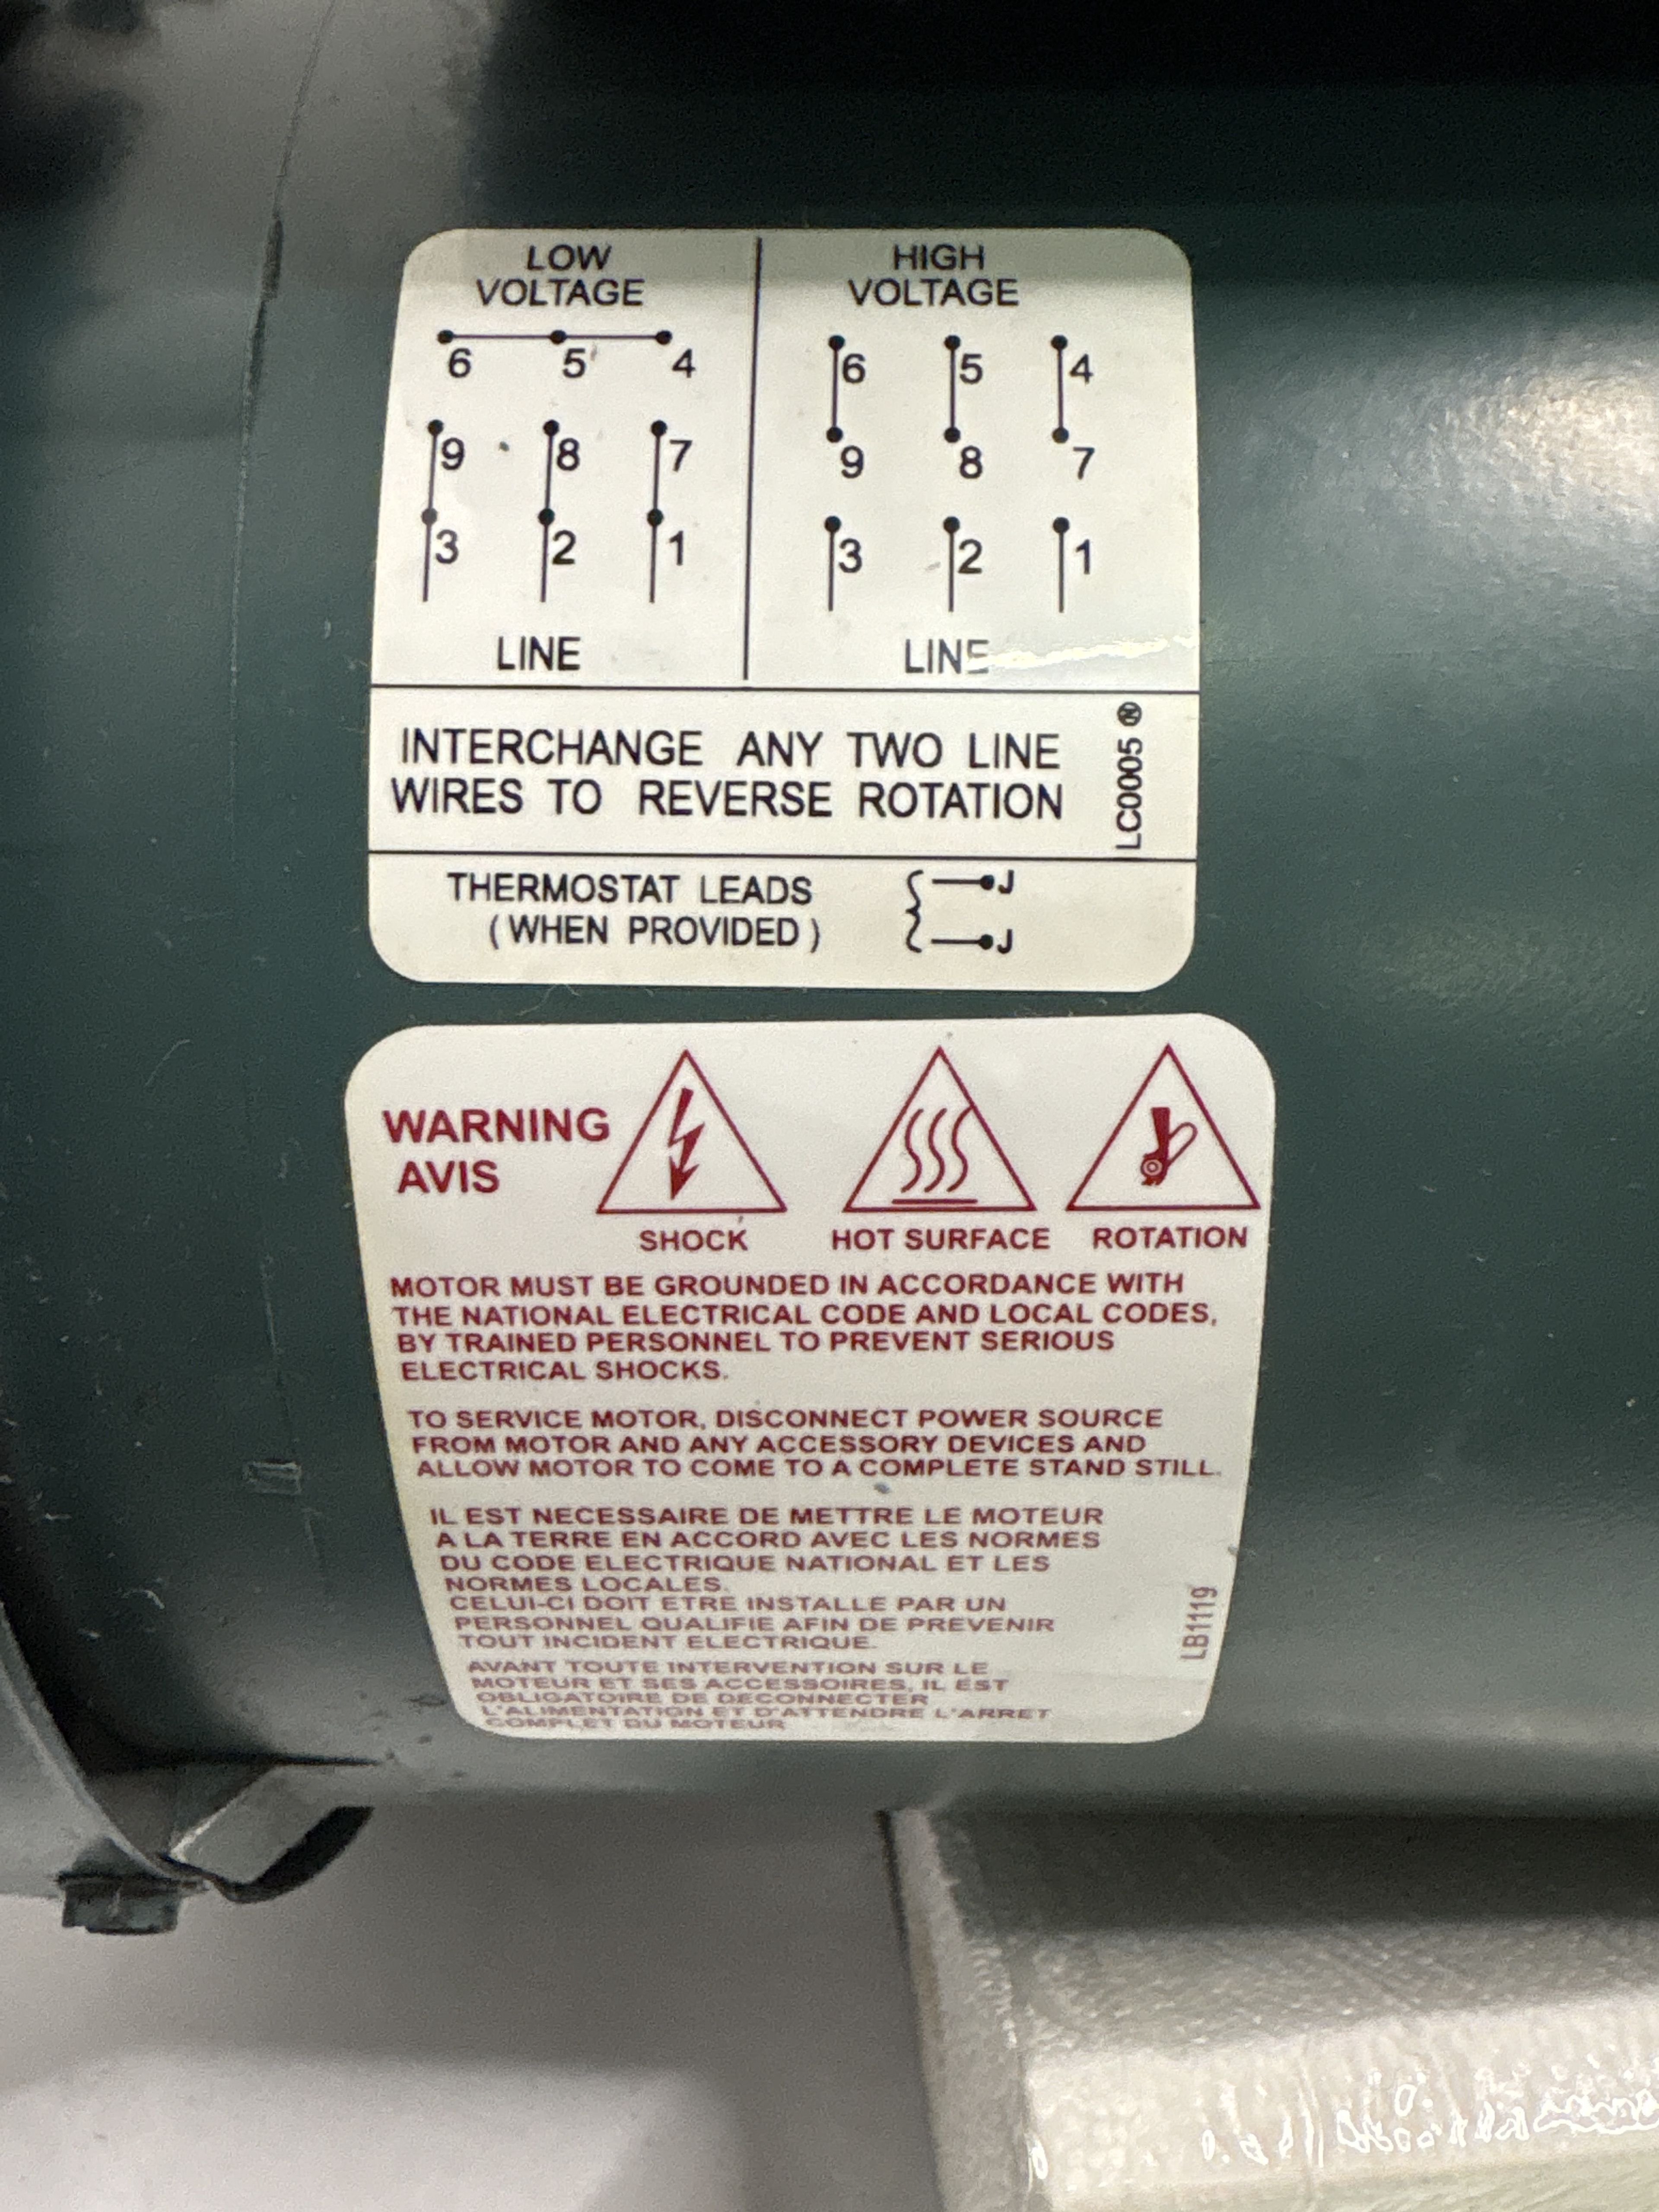 LOW
VOLTAGE
6 5 4
9 8 7
3 2 1
LINE
HIGH
VOLTAGE
6 5 4
9 8 7
3 2 1
LINE
INTERCHANGE ANY TWO LINE
WIRES TO REVERSE ROTATION
LC0005
THERMOSTAT LEADS
(WHEN PROVIDED)
J
J
WARNING
AVIS
SHOCK
HOT SURFACE
ROTATION
MOTOR MUST BE GROUNDED IN ACCORDANCE WITH
THE NATIONAL ELECTRICAL CODE AND LOCAL CODES,
BY TRAINED PERSONNEL TO PREVENT SERIOUS
ELECTRICAL SHOCKS.
TO SERVICE MOTOR, DISCONNECT POWER SOURCE
FROM MOTOR AND ANY ACCESSORY DEVICES AND
ALLOW MOTOR TO COME TO A COMPLETE STAND STILL.
IL EST NECESSAIRE DE METTRE LE MOTEUR
A LA TERRE EN ACCORD AVEC LES NORMES
DU CODE ELECTRIQUE NATIONAL ET LES
NORMES LOCALES.
CELUI-CI DOIT ETRE INSTALLE PAR UN
PERSONNEL QUALIFIE AFIN DE PREVENIR
TOUT INCIDENT ELECTRIQUE.
AVANT TOUTE INTERVENTION SUR LE
MOTEUR ET SES ACCESSOIRES, IL EST
OBLIGATOIRE DE DECONNECTER
L'ALIMENTATION ET D'ATTENDRE L'ARRET
COMPLET DU MOTEUR
LB1119